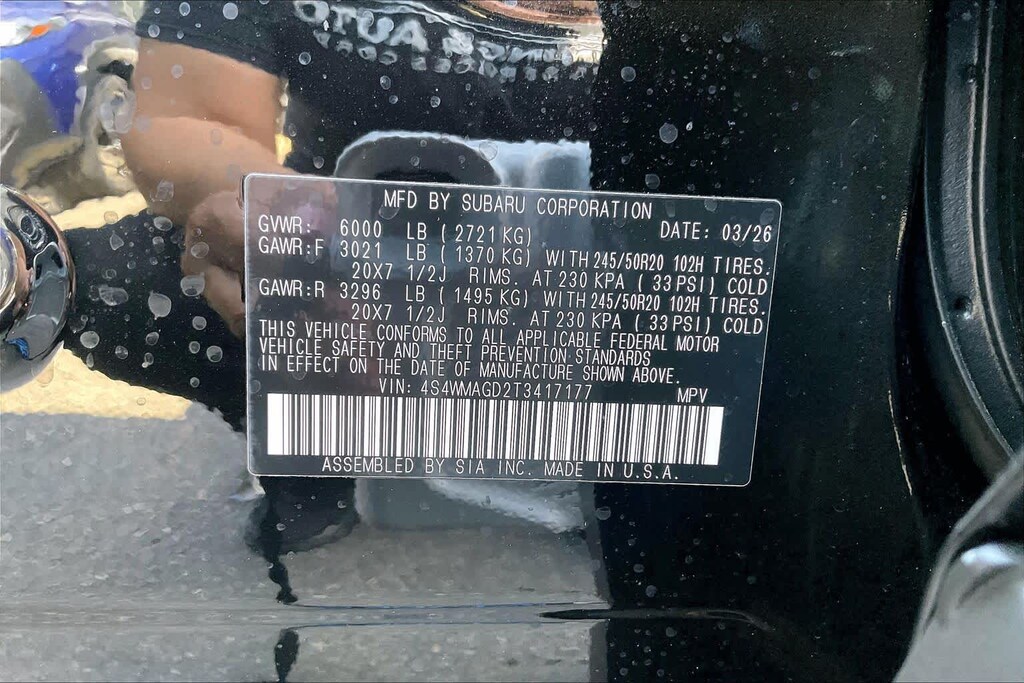 MFD BY SUBARU CORPORATION
GVWR: 6000 LB ( 2721 KG) DATE: 03/26
GAWR:F 3021 LB ( 1370 KG) WITH 245/50R20 102H TIRES.
20X7 1/2J RIMS. AT 230 KPA ( 33 PSI) COLD
GAWR:R 3296 LB ( 1495 KG) WITH 245/50R20 102H TIRES.
20X7 1/2J RIMS. AT 230 KPA ( 33 PSI) COLD
THIS VEHICLE CONFORMS TO ALL APPLICABLE FEDERAL MOTOR
VEHICLE SAFETY AND THEFT PREVENTION STANDARDS
IN EFFECT ON THE DATE OF MANUFACTURE SHOWN ABOVE.
VIN: 4S4WMAGD2T3417177 MPV
ASSEMBLED BY SIA INC. MADE IN U.S.A.